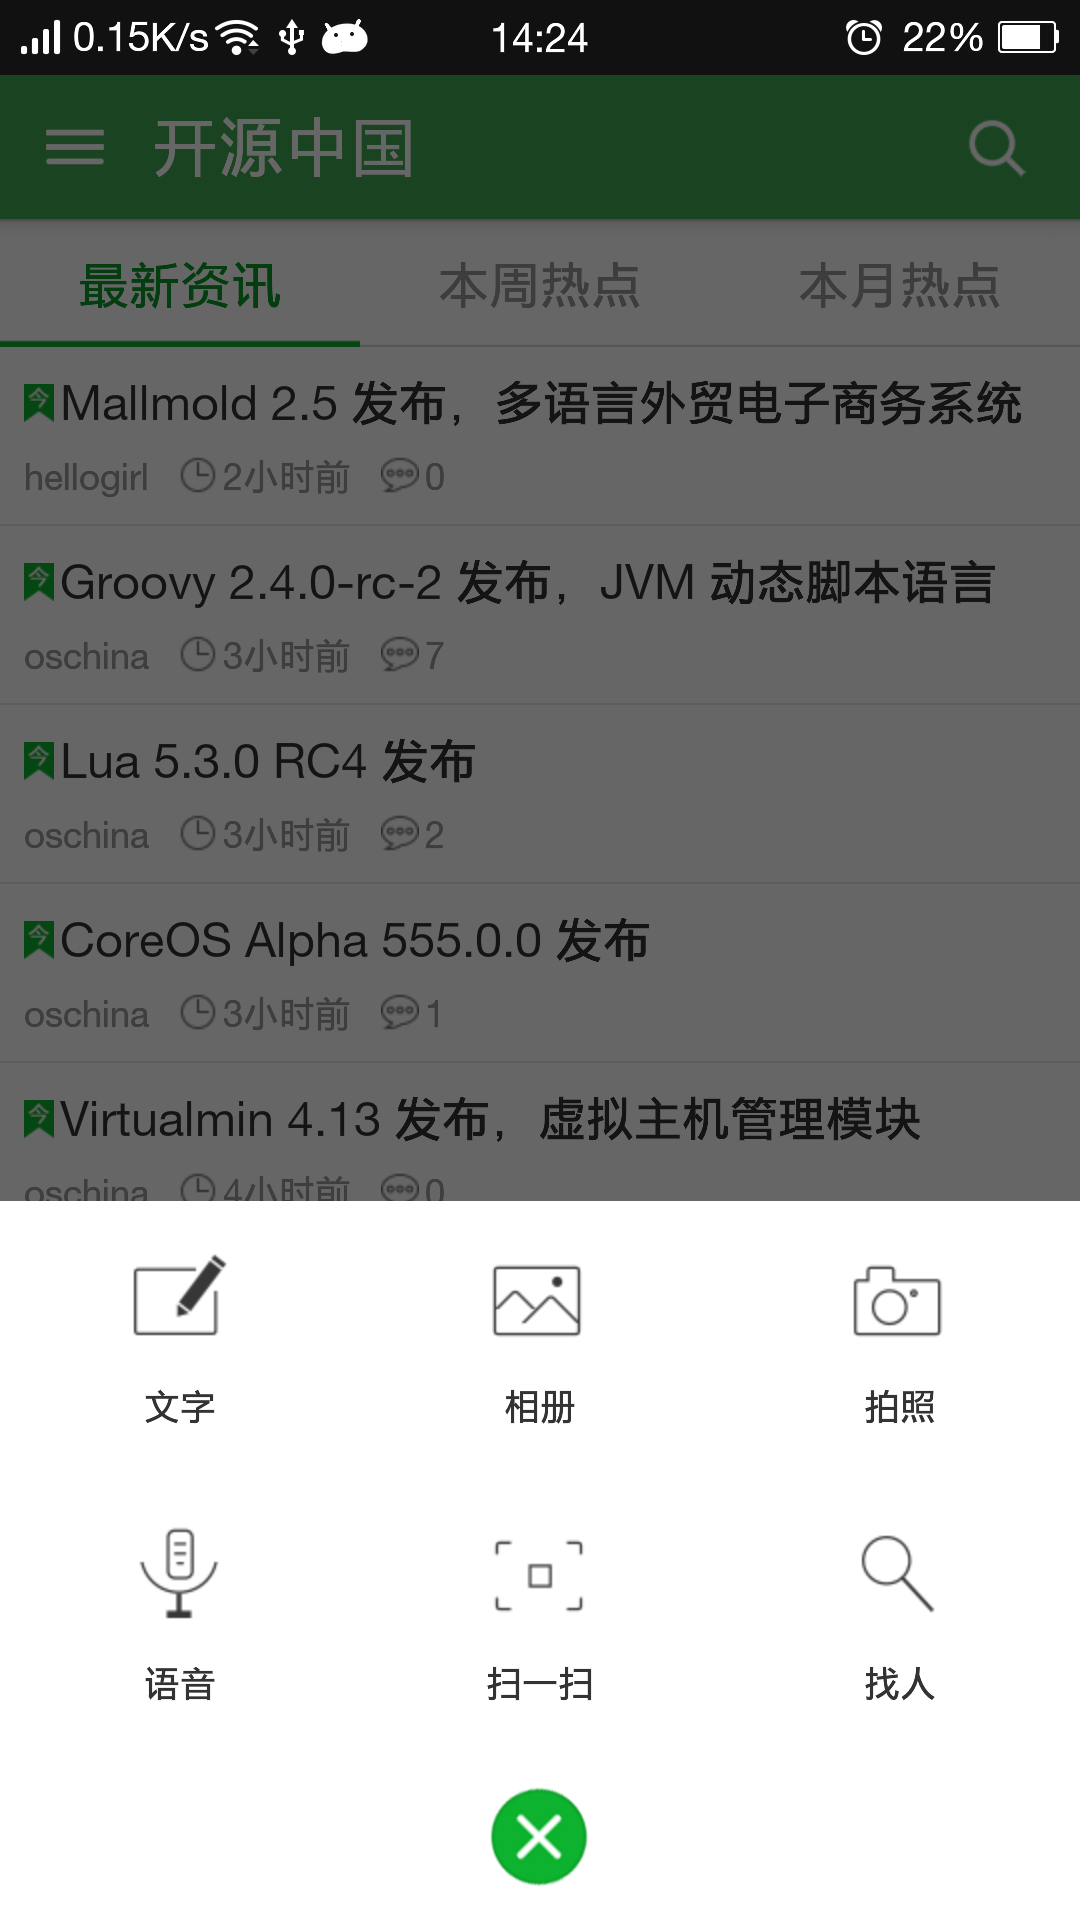 0.15K/s 14:24 22%
开源中国
最新资讯 本周热点 本月热点
今 Mallmold 2.5 发布，多语言外贸电子商务系统
hellogirl 2小时前 0
今 Groovy 2.4.0-rc-2 发布，JVM 动态脚本语言
oschina 3小时前 7
今 Lua 5.3.0 RC4 发布
oschina 3小时前 2
今 CoreOS Alpha 555.0.0 发布
oschina 3小时前 1
今 Virtualmin 4.13 发布，虚拟主机管理模块
oschina 4小时前 0
文字 相册 拍照
语音 扫一扫 找人